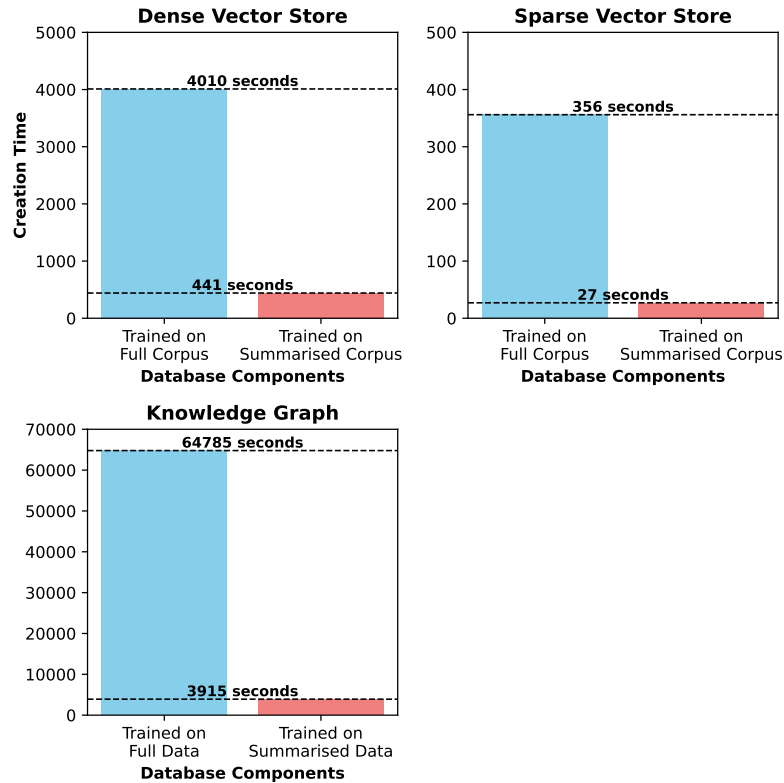 Dense Vector Store
5000
4000
3000
2000
1000
0
Creation Time
4010 seconds
441 seconds
Trained on
Full Corpus
Trained on
Summarised Corpus
Database Components
Sparse Vector Store
500
400
300
200
100
0
356 seconds
27 seconds
Trained on
Full Corpus
Trained on
Summarised Corpus
Database Components
Knowledge Graph
70000
60000
50000
40000
30000
20000
10000
0
64785 seconds
3915 seconds
Trained on
Full Data
Trained on
Summarised Data
Database Components